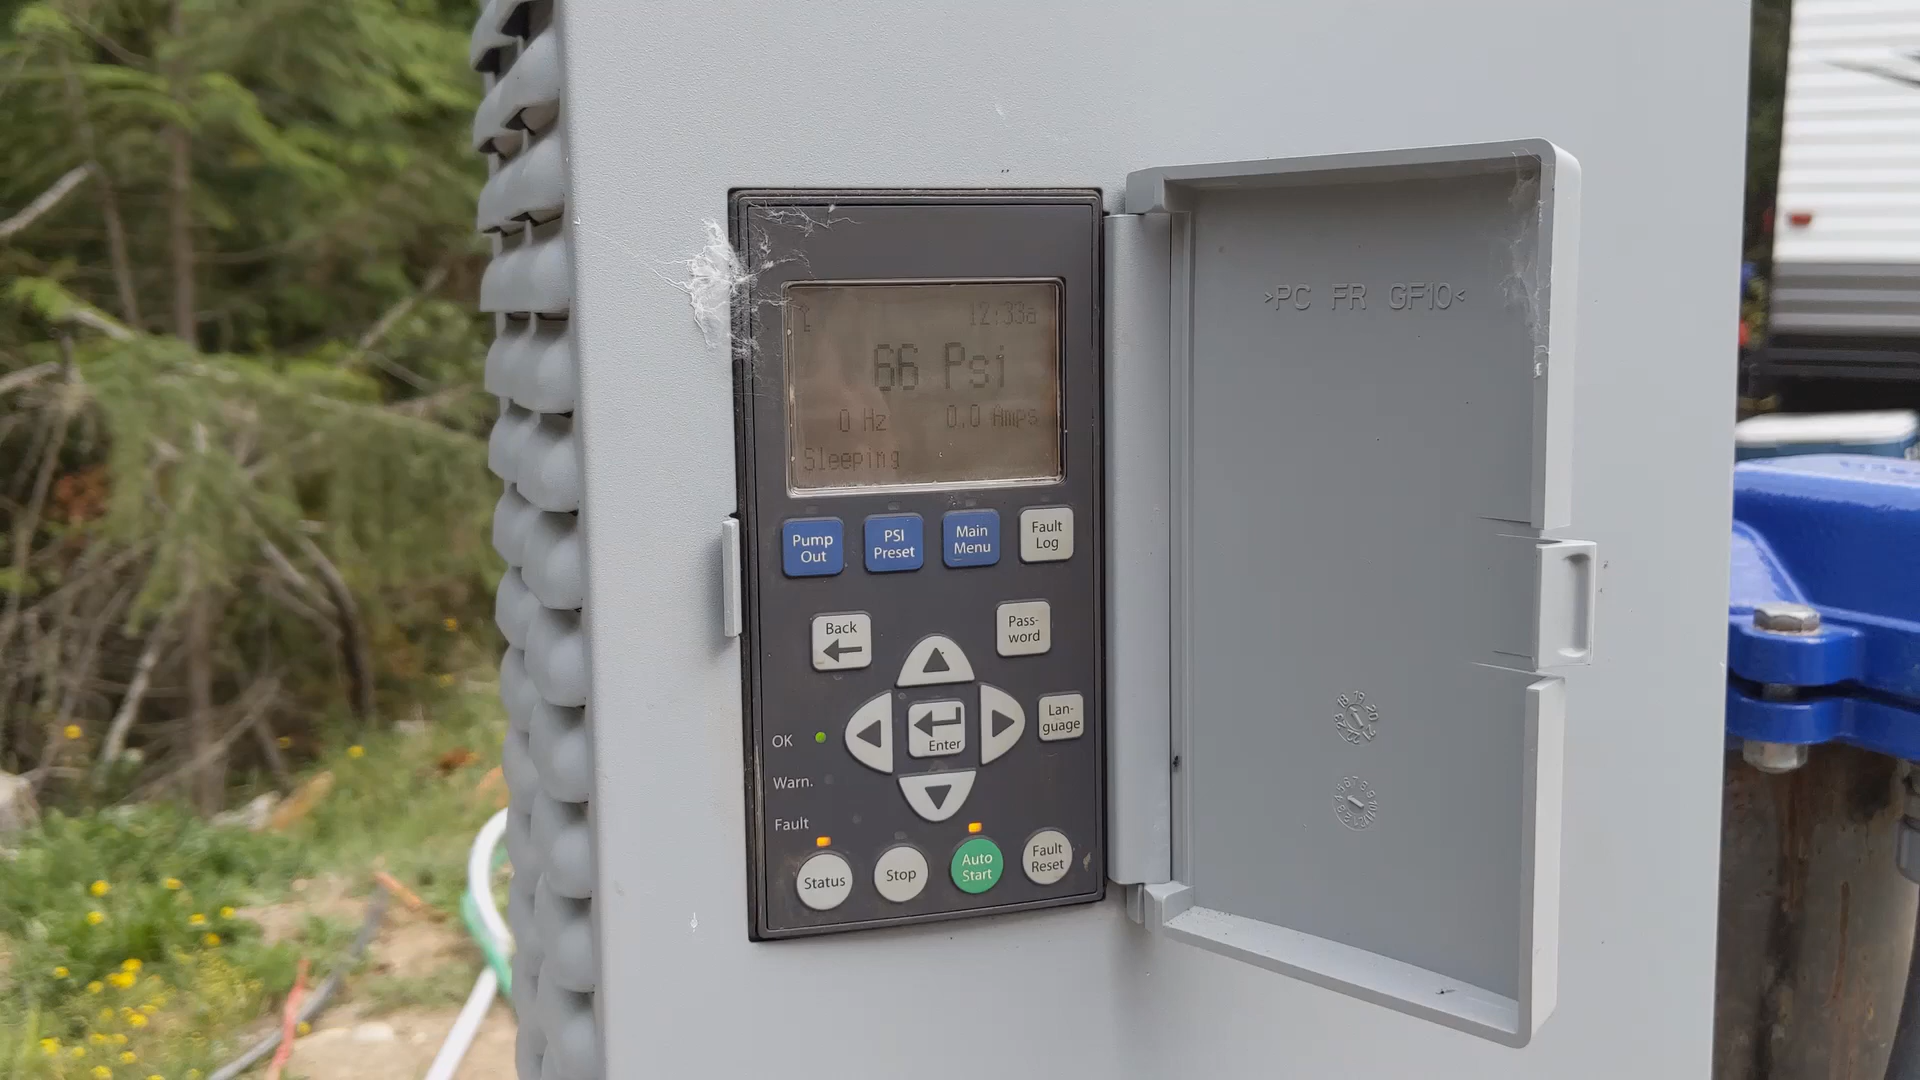 12:33a
66 Psi
0 Hz 0.0 Amps
Sleeping
Pump
Out
PSI
Preset
Main
Menu
Fault
Log
Back
Pass-
word
Lan-
guage
Enter
OK
Warn.
Fault
Status
Stop
Auto
Start
Fault
Reset
>PC FR GF10<